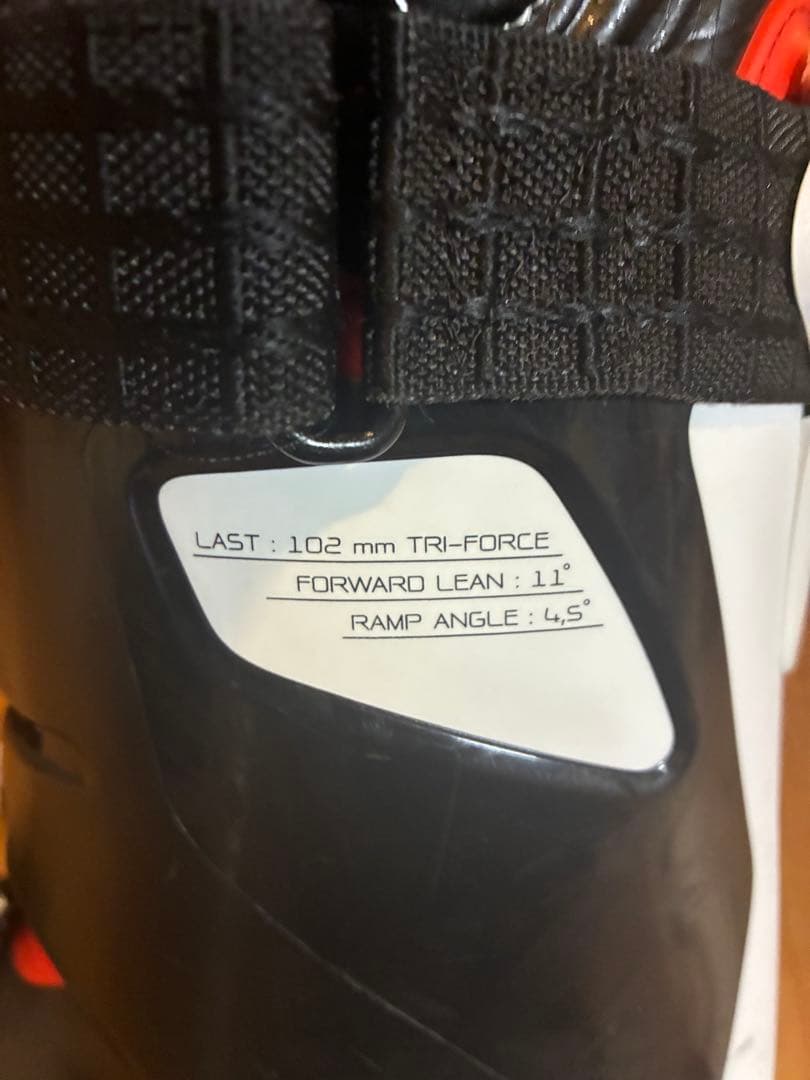 LAST : 102 mm TRI-FORCE
FORWARD LEAN : 11°
RAMP ANGLE : 4,5°